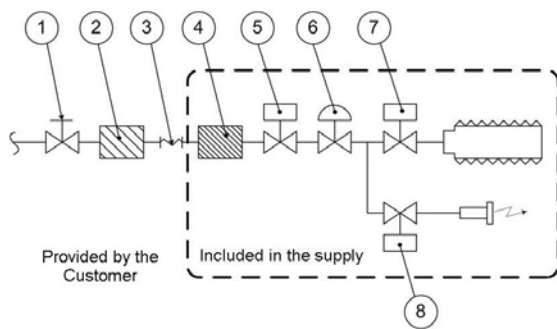 1
2
3
4
5
6
7
Provided by the
Customer
Included in the supply
8